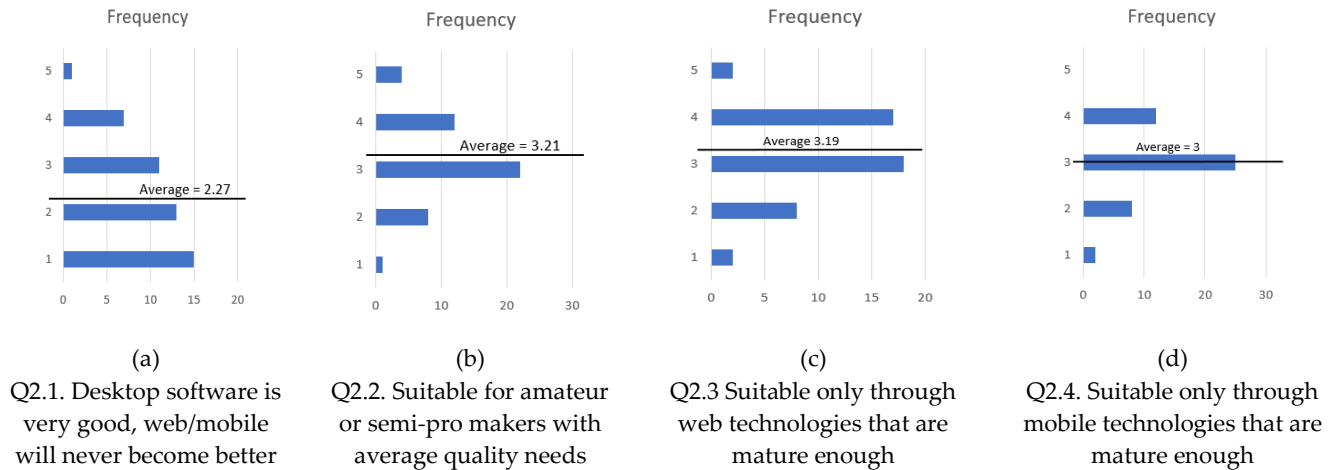 Frequency
5
4
3
Average = 2.27
2
1
0 5 10 15 20
(a)
Q2.1. Desktop software is
very good, web/mobile
will never become better
Frequency
5
4
Average = 3.21
3
2
1
0 10 20 30
(b)
Q2.2. Suitable for amateur
or semi-pro makers with
average quality needs
Frequency
5
4
Average 3.19
3
2
1
0 5 10 15 20
(c)
Q2.3 Suitable only through
web technologies that are
mature enough
Frequency
5
4
Average = 3
3
2
1
0 10 20 30
(d)
Q2.4. Suitable only through
mobile technologies that are
mature enough